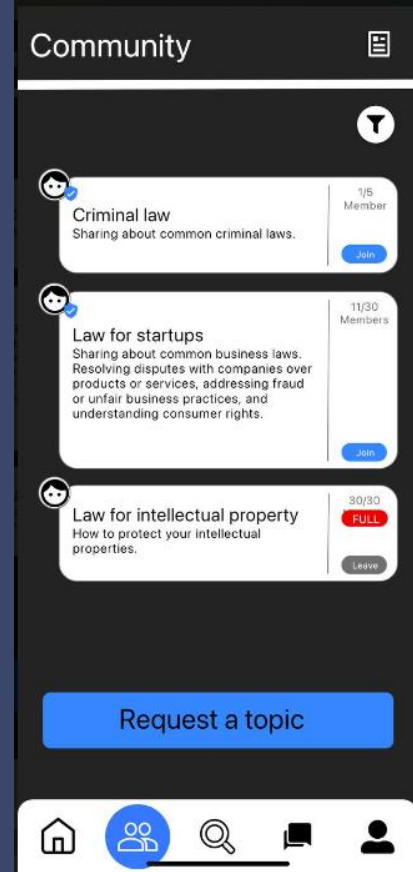 Community
1/5
Member
Criminal law
Sharing about common criminal laws.
Join
11/30
Members
Law for startups
Sharing about common business laws.
Resolving disputes with companies over
products or services, addressing fraud
or unfair business practices, and
understanding consumer rights.
Join
30/30
FULL
Law for intellectual property
How to protect your intellectual
properties.
Leave
Request a topic